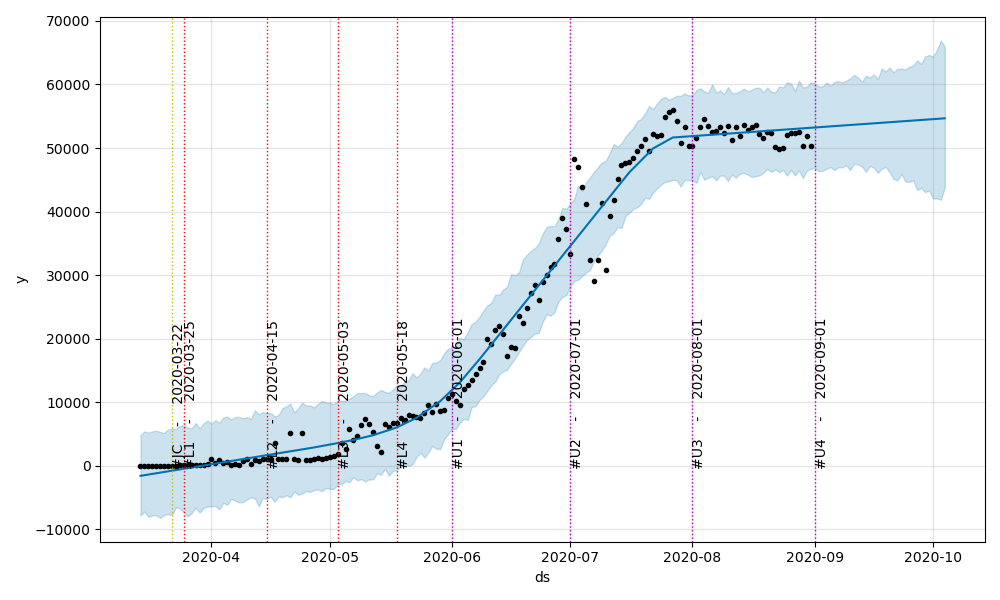 70000
60000
50000
40000
30000
20000
10000
0
−10000
y
#JC - 2020-03-22
#L1 - 2020-03-25
#L2 - 2020-04-15
#L3 - 2020-05-03
#L4 - 2020-05-18
#U1 - 2020-06-01
#U2 - 2020-07-01
#U3 - 2020-08-01
#U4 - 2020-09-01
2020-04
2020-05
2020-06
2020-07
2020-08
2020-09
2020-10
ds